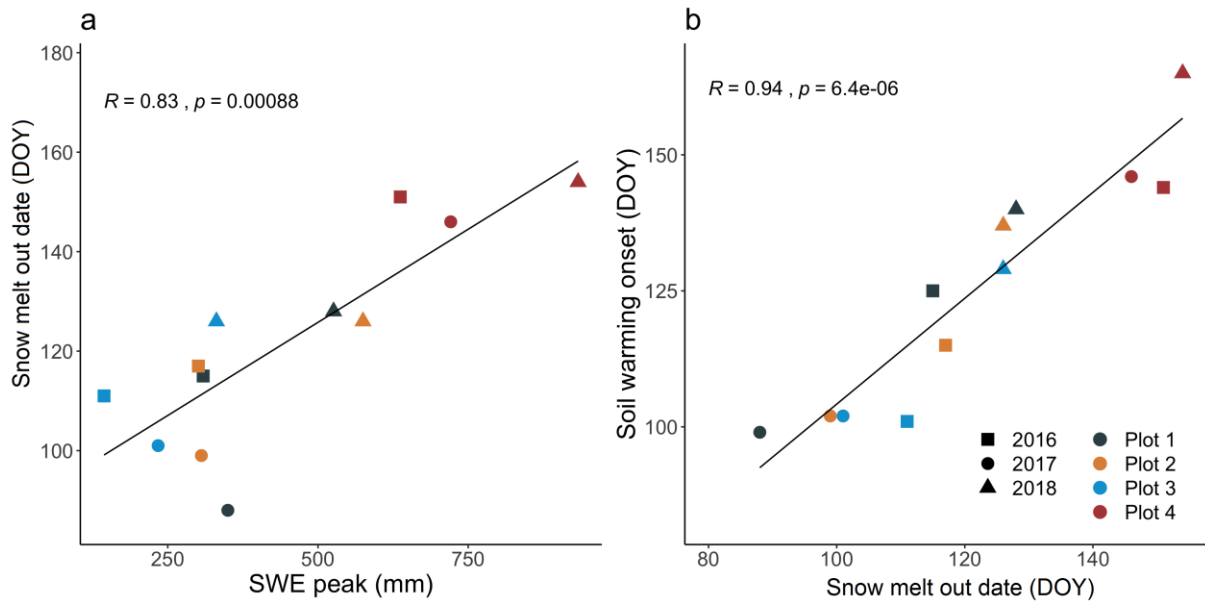 a
R = 0.83 , p = 0.00088
Snow melt out date (DOY)
180
160
140
120
100
250 500 750
SWE peak (mm)
b
R = 0.94 , p = 6.4e-06
Soil warming onset (DOY)
150
125
100
2016 Plot 1
2017 Plot 2
2018 Plot 3
Plot 4
80 100 120 140
Snow melt out date (DOY)